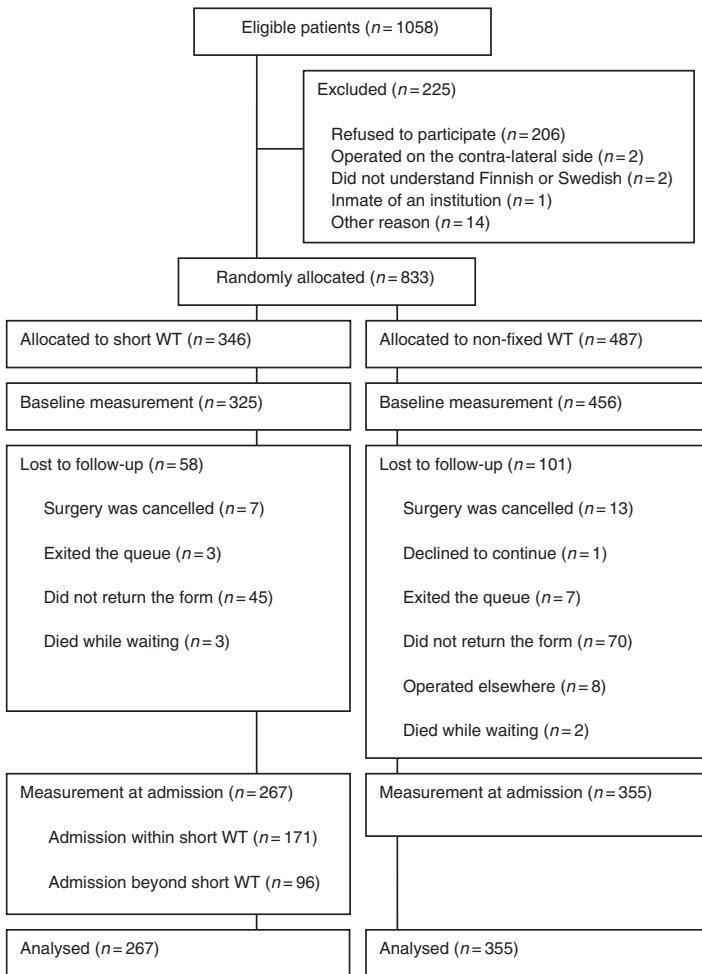 Eligible patients (n=1058)
Excluded (n=225)
Refused to participate (n=206)
Operated on the contra-lateral side (n=2)
Did not understand Finnish or Swedish (n=2)
Inmate of an institution (n=1)
Other reason (n=14)
Randomly allocated (n=833)
Allocated to short WT (n=346)
Baseline measurement (n=325)
Lost to follow-up (n=58)
Surgery was cancelled (n=7)
Exited the queue (n=3)
Did not return the form (n=45)
Died while waiting (n=3)
Measurement at admission (n=267)
Admission within short WT (n=171)
Admission beyond short WT (n=96)
Analysed (n=267)
Allocated to non-fixed WT (n=487)
Baseline measurement (n=456)
Lost to follow-up (n=101)
Surgery was cancelled (n=13)
Declined to continue (n=1)
Exited the queue (n=7)
Did not return the form (n=70)
Operated elsewhere (n=8)
Died while waiting (n=2)
Measurement at admission (n=355)
Analysed (n=355)